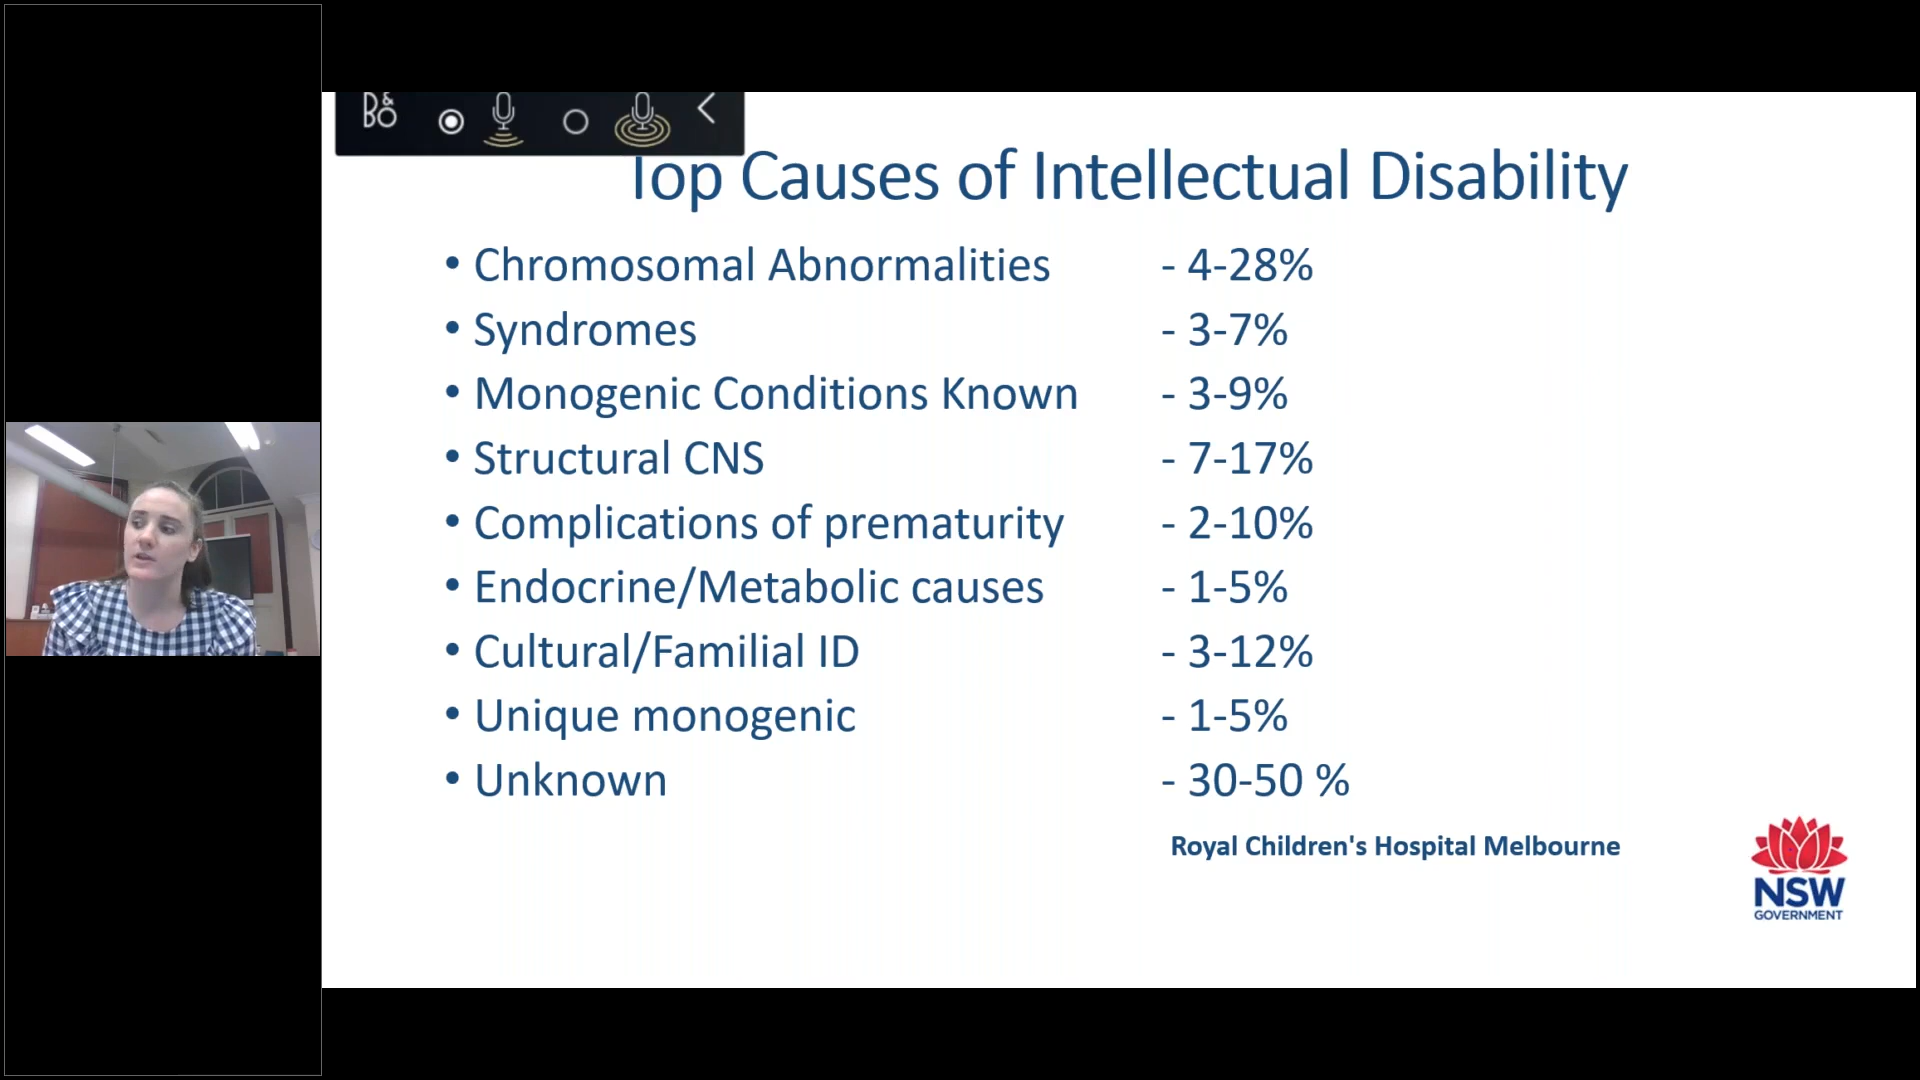 B&O
Top Causes of Intellectual Disability
• Chromosomal Abnormalities - 4-28%
• Syndromes - 3-7%
• Monogenic Conditions Known - 3-9%
• Structural CNS - 7-17%
• Complications of prematurity - 2-10%
• Endocrine/Metabolic causes - 1-5%
• Cultural/Familial ID - 3-12%
• Unique monogenic - 1-5%
• Unknown - 30-50 %
Royal Children's Hospital Melbourne
NSW
GOVERNMENT